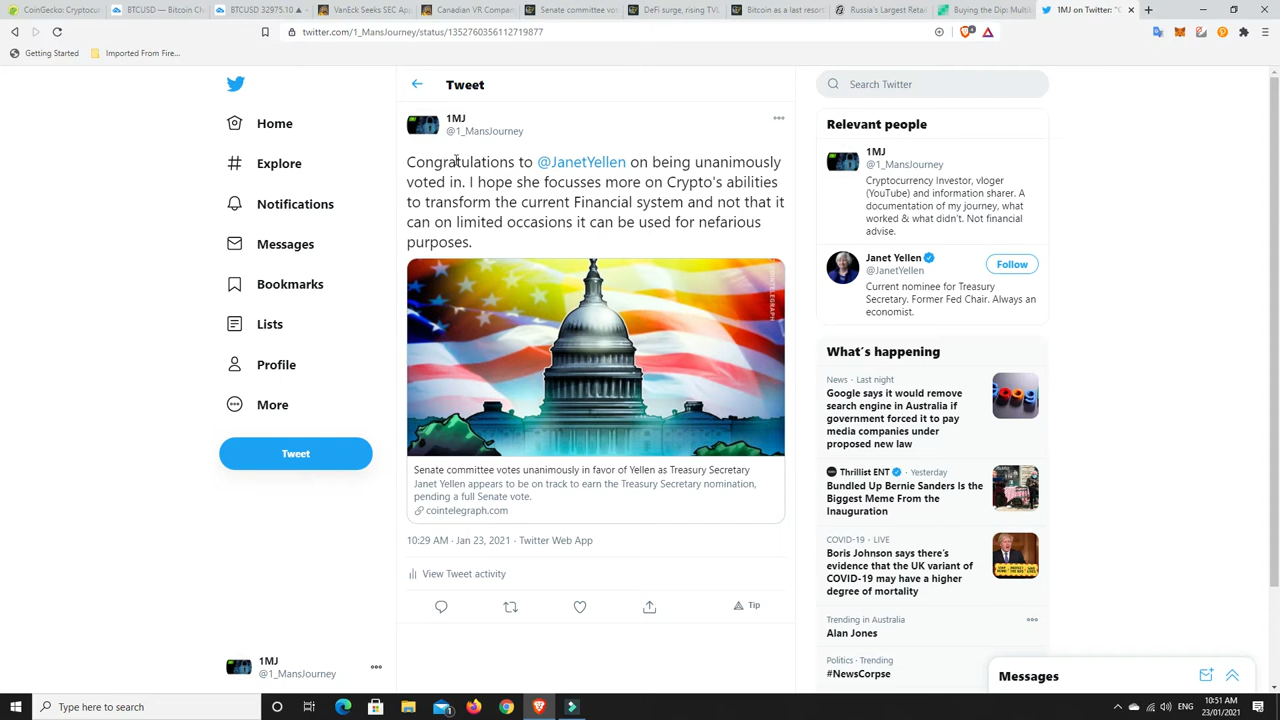 CoinGecko: Cryptocur
BTCUSD — Bitcoin Ch
BTCUSD 32975.10 ▲
VanEck Seeks SEC App
Canadian VR Compan
Senate committee vot
DeFi surge, rising TVL
Bitcoin as a last resor
Russia's Largest Retail
Buying the Dip: Multi
1MJ on Twitter: "C
twitter.com/1_MansJourney/status/1352760356112719877
Getting Started
Imported From Fire...
Home
Explore
Notifications
Messages
Bookmarks
Lists
Profile
More
Tweet
1MJ
@1_MansJourney
Tweet
1MJ
@1_MansJourney
Congratulations to @JanetYellen on being unanimously
voted in. I hope she focusses more on Crypto's abilities
to transform the current Financial system and not that it
can on limited occasions it can be used for nefarious
purposes.
COINTELEGRAPH
Senate committee votes unanimously in favor of Yellen as Treasury Secretary
Janet Yellen appears to be on track to earn the Treasury Secretary nomination,
pending a full Senate vote.
cointelegraph.com
10:29 AM · Jan 23, 2021 · Twitter Web App
View Tweet activity
Tip
Search Twitter
Relevant people
1MJ
@1_MansJourney
Cryptocurrency Investor, vloger
(YouTube) and information sharer. A
documentation of my journey, what
worked & what didn't. Not financial
advise.
Janet Yellen
@JanetYellen
Follow
Current nominee for Treasury
Secretary. Former Fed Chair. Always an
economist.
What's happening
News · Last night
Google says it would remove
search engine in Australia if
government forced it to pay
media companies under
proposed new law
Thrillist ENT · Yesterday
Bundled Up Bernie Sanders Is the
Biggest Meme From the
Inauguration
COVID-19 · LIVE
Boris Johnson says there's
evidence that the UK variant of
COVID-19 may have a higher
degree of mortality
Trending in Australia
Alan Jones
Politics · Trending
#NewsCorpse
Messages
Type here to search
ENG
10:51 AM
23/01/2021